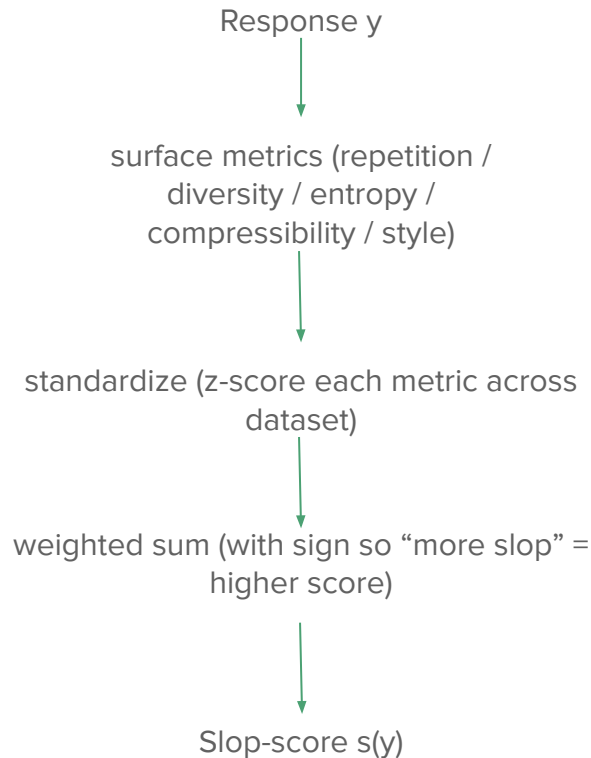 Response y
surface metrics (repetition /
diversity / entropy /
compressibility / style)
standardize (z-score each metric across
dataset)
weighted sum (with sign so “more slop” =
higher score)
Slop-score s(y)